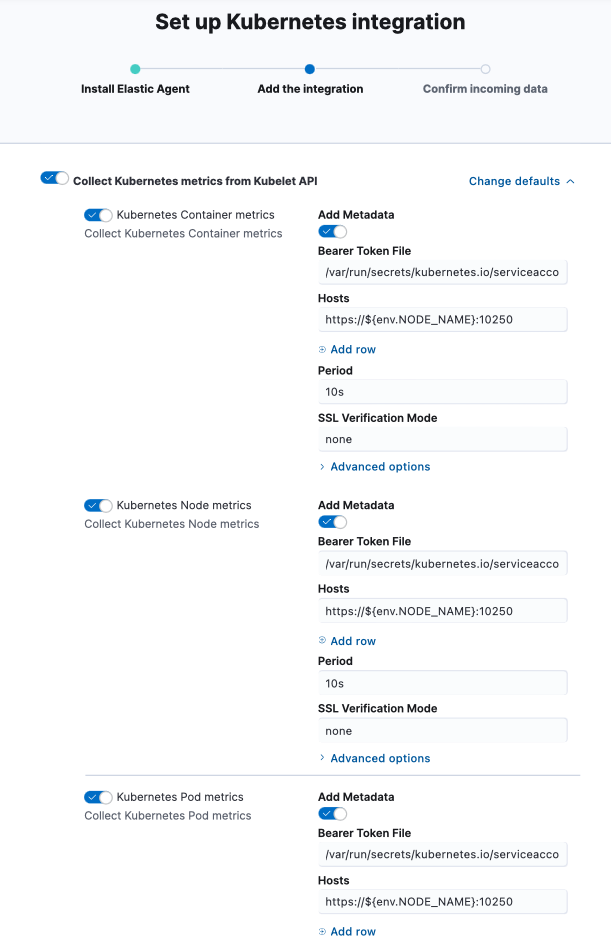 Set up Kubernetes integration
Install Elastic Agent
Add the integration
Confirm incoming data
Collect Kubernetes metrics from Kubelet API
Change defaults
Kubernetes Container metrics
Collect Kubernetes Container metrics
Add Metadata
Bearer Token File
/var/run/secrets/kubernetes.io/serviceacco
Hosts
https://${env.NODE_NAME}:10250
Add row
Period
10s
SSL Verification Mode
none
Advanced options
Kubernetes Node metrics
Collect Kubernetes Node metrics
Add Metadata
Bearer Token File
/var/run/secrets/kubernetes.io/serviceacco
Hosts
https://${env.NODE_NAME}:10250
Add row
Period
10s
SSL Verification Mode
none
Advanced options
Kubernetes Pod metrics
Collect Kubernetes Pod metrics
Add Metadata
Bearer Token File
/var/run/secrets/kubernetes.io/serviceacco
Hosts
https://${env.NODE_NAME}:10250
Add row